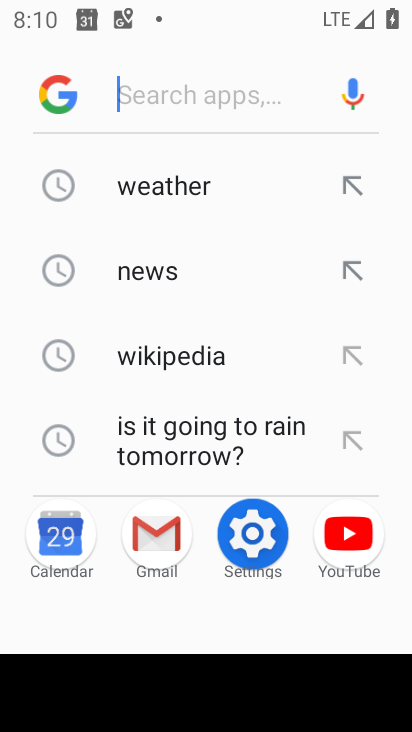 8:10 31 LTE
G Search apps,...
weather
news
wikipedia
is it going to rain
tomorrow?
29
Calendar Gmail Settings YouTube